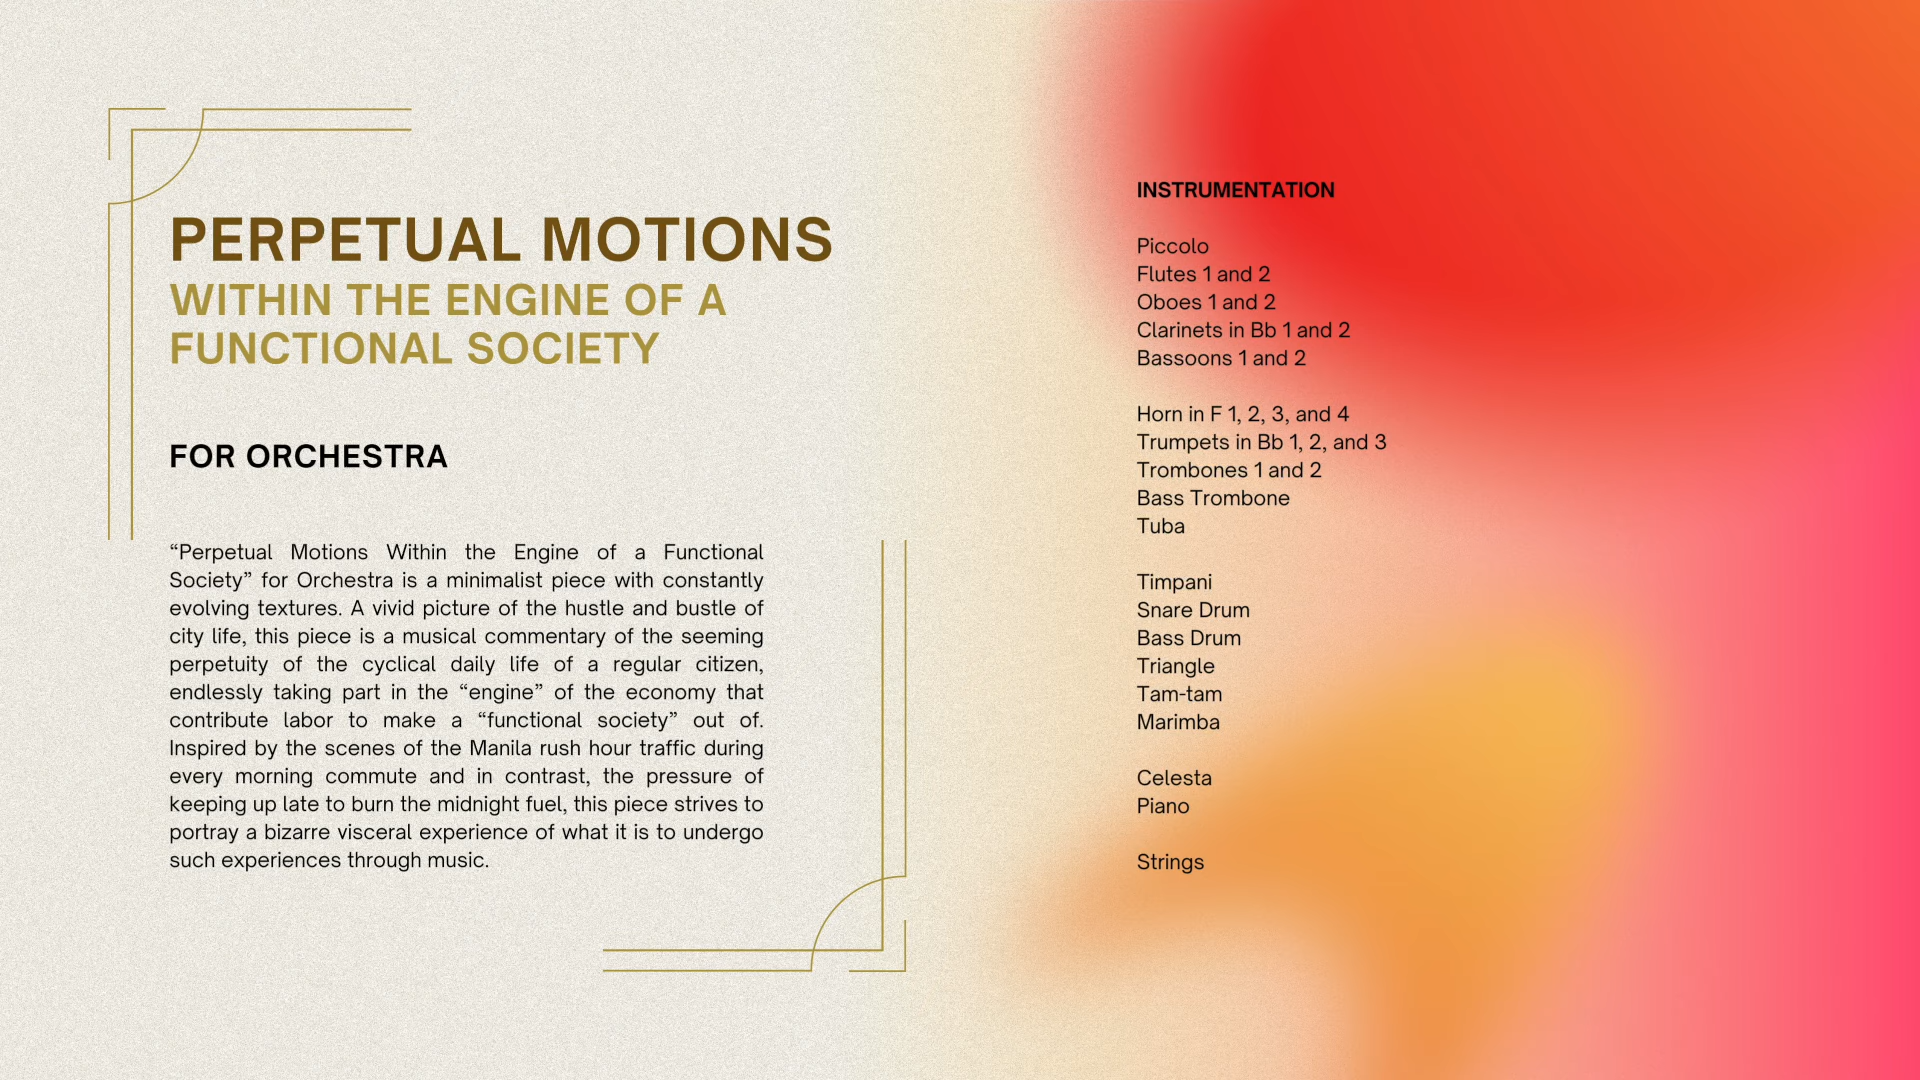 PERPETUAL MOTIONS
WITHIN THE ENGINE OF A
FUNCTIONAL SOCIETY
FOR ORCHESTRA
“Perpetual Motions Within the Engine of a Functional
Society” for Orchestra is a minimalist piece with constantly
evolving textures. A vivid picture of the hustle and bustle of
city life, this piece is a musical commentary of the seeming
perpetuity of the cyclical daily life of a regular citizen,
endlessly taking part in the “engine” of the economy that
contribute labor to make a “functional society” out of.
Inspired by the scenes of the Manila rush hour traffic during
every morning commute and in contrast, the pressure of
keeping up late to burn the midnight fuel, this piece strives to
portray a bizarre visceral experience of what it is to undergo
such experiences through music.
INSTRUMENTATION
Piccolo
Flutes 1 and 2
Oboes 1 and 2
Clarinets in Bb 1 and 2
Bassoons 1 and 2
Horn in F 1, 2, 3, and 4
Trumpets in Bb 1, 2, and 3
Trombones 1 and 2
Bass Trombone
Tuba
Timpani
Snare Drum
Bass Drum
Triangle
Tam-tam
Marimba
Celesta
Piano
Strings